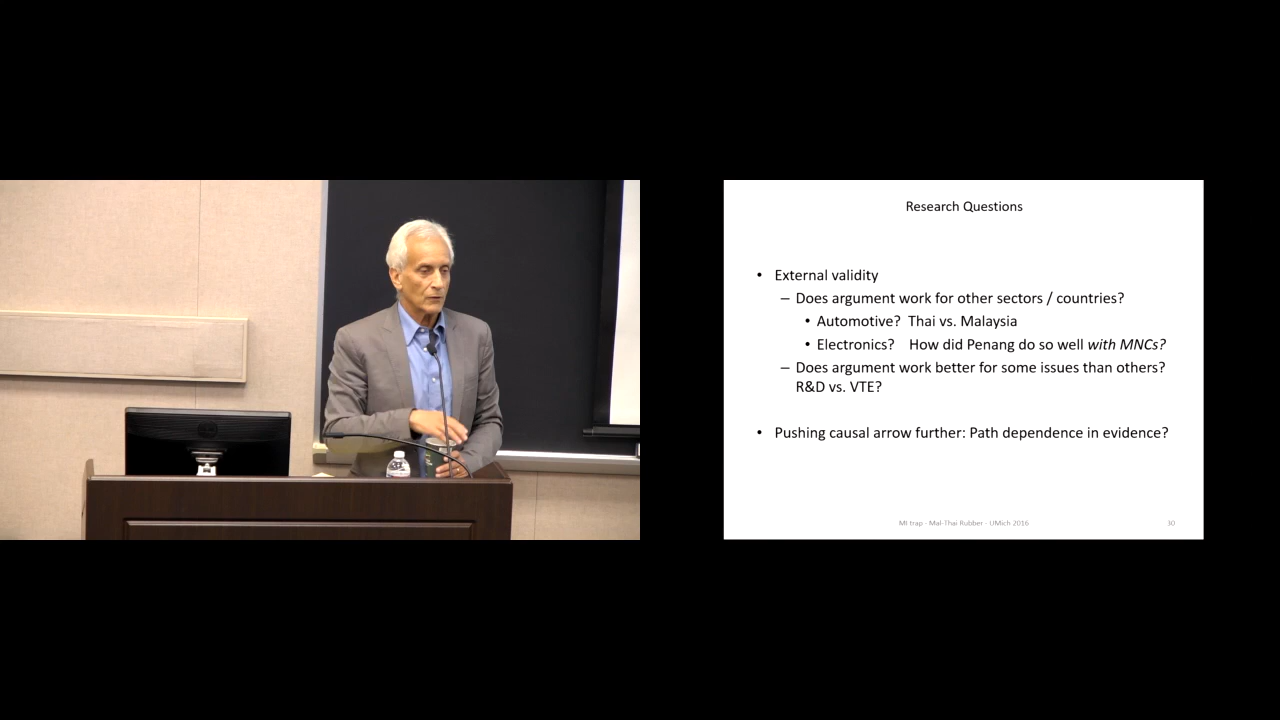 Research Questions
• External validity
– Does argument work for other sectors / countries?
• Automotive? Thai vs. Malaysia
• Electronics? How did Penang do so well with MNCs?
– Does argument work better for some issues than others?
R&D vs. VTE?
• Pushing causal arrow further: Path dependence in evidence?
MI trap - Mal-Thai Rubber - UMich 2016
30